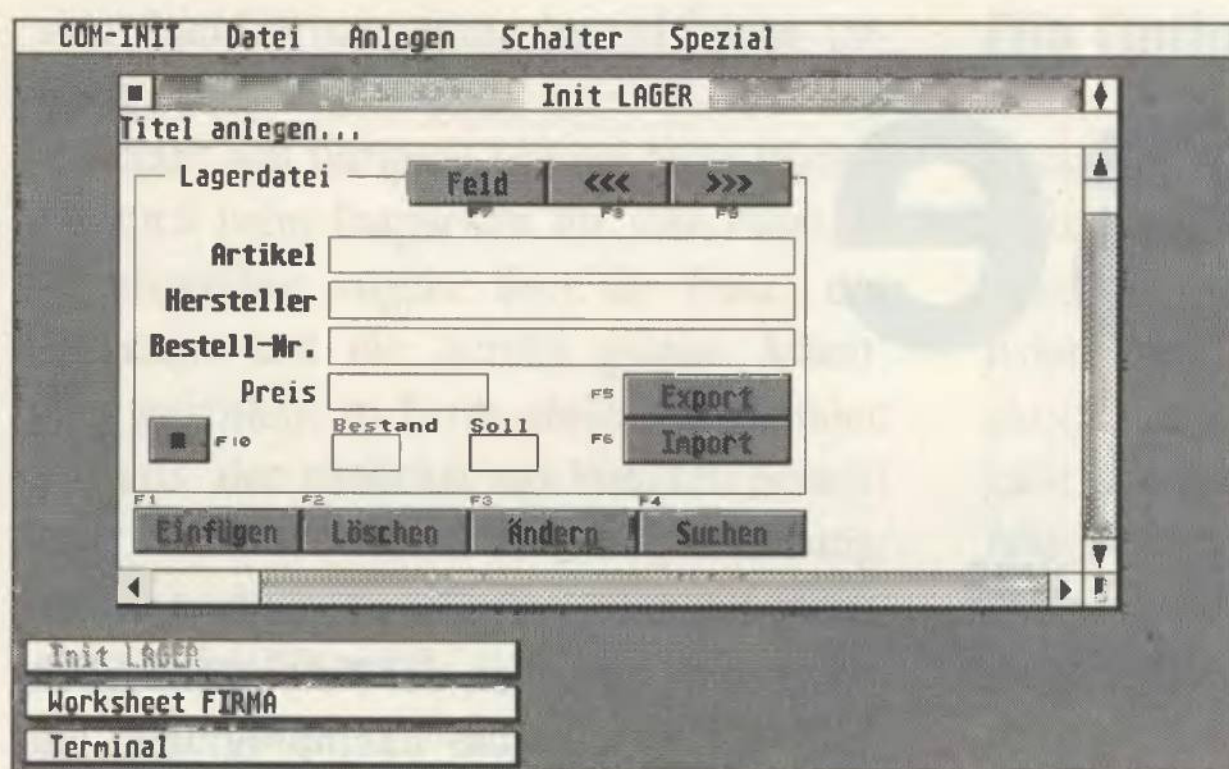 COM-INIT Datei Anlegen Schalter Spezial
Init LAGER
Titel anlegen...
Lagerdatei Feld <<< >>>
F7 F8 F9
Artikel
Hersteller
Bestell-Nr.
Preis F5 Export
F10 Bestand Soll F6 Import
F1 F2 F3 F4
Einfügen Löschen Ändern Suchen
Init LAGER
Worksheet FIRMA
Terminal